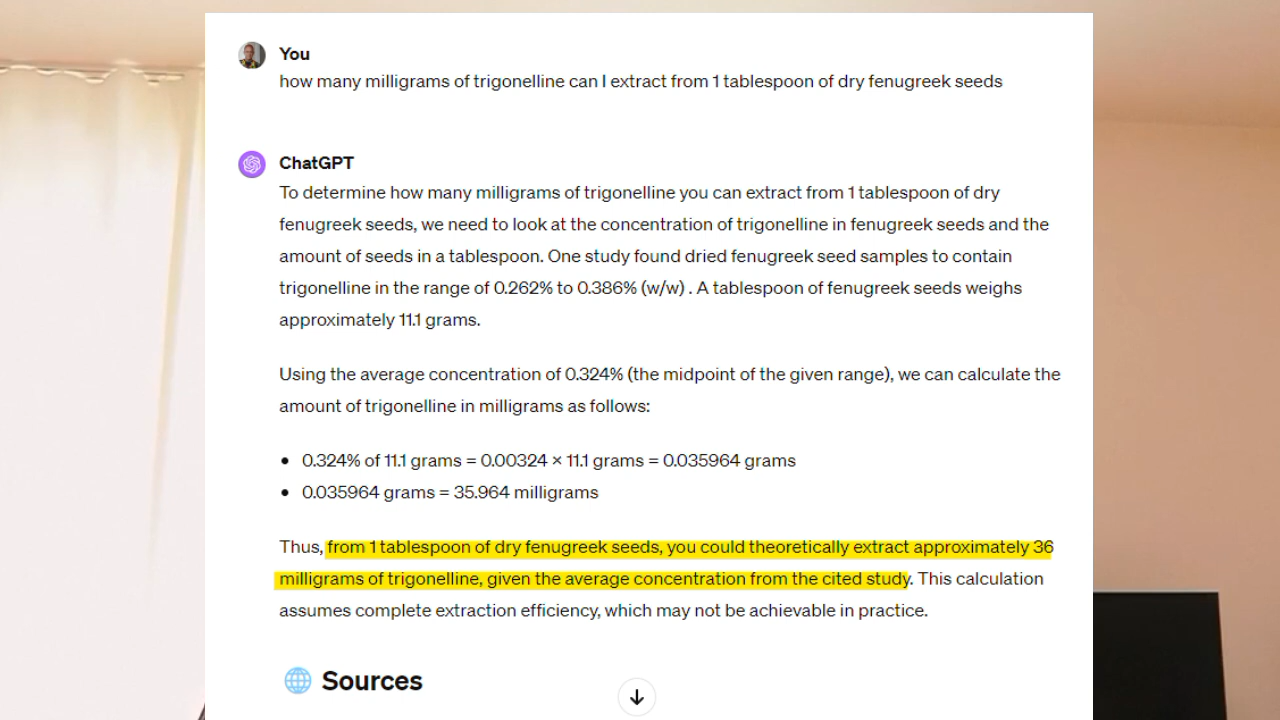 You
how many milligrams of trigonelline can I extract from 1 tablespoon of dry fenugreek seeds
ChatGPT
To determine how many milligrams of trigonelline you can extract from 1 tablespoon of dry
fenugreek seeds, we need to look at the concentration of trigonelline in fenugreek seeds and the
amount of seeds in a tablespoon. One study found dried fenugreek seed samples to contain
trigonelline in the range of 0.262% to 0.386% (w/w) . A tablespoon of fenugreek seeds weighs
approximately 11.1 grams.
Using the average concentration of 0.324% (the midpoint of the given range), we can calculate the
amount of trigonelline in milligrams as follows:
• 0.324% of 11.1 grams = 0.00324 × 11.1 grams = 0.035964 grams
• 0.035964 grams = 35.964 milligrams
Thus, from 1 tablespoon of dry fenugreek seeds, you could theoretically extract approximately 36
milligrams of trigonelline, given the average concentration from the cited study. This calculation
assumes complete extraction efficiency, which may not be achievable in practice.
Sources